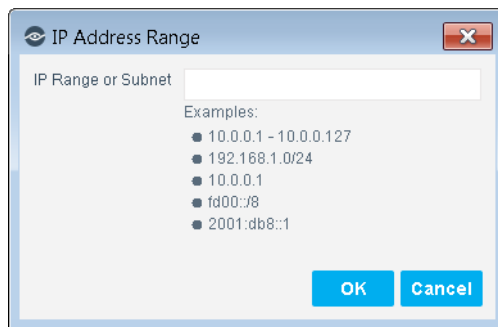 IP Address Range
IP Range or Subnet
Examples:
10.0.0.1 - 10.0.0.127
192.168.1.0/24
10.0.0.1
fd00::/8
2001:db8::1
OK Cancel